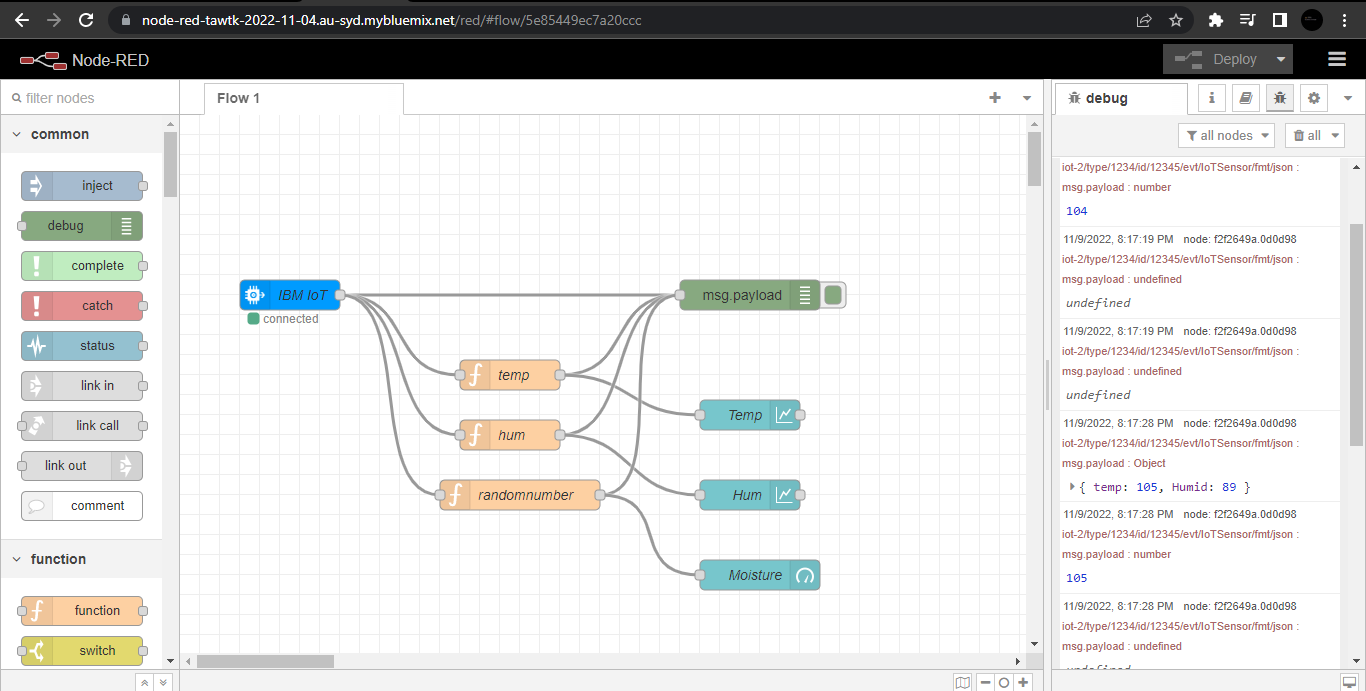 node-red-tawtk-2022-11-04.au-syd.mybluemix.net/red/#flow/5e85449ec7a20ccc
Node-RED
Deploy
filter nodes
common
inject
debug
complete
catch
status
link in
link call
link out
comment
function
function
switch
Flow 1
IBM IoT
connected
temp
hum
randomnumber
msg.payload
Temp
Hum
Moisture
debug
i
all nodes
all
iot-2/type/1234/id/12345/evt/IoTSensor/fmt/json :
msg.payload : number
104
11/9/2022, 8:17:19 PM node: f2f2649a.0d0d98
iot-2/type/1234/id/12345/evt/IoTSensor/fmt/json :
msg.payload : undefined
undefined
11/9/2022, 8:17:19 PM node: f2f2649a.0d0d98
iot-2/type/1234/id/12345/evt/IoTSensor/fmt/json :
msg.payload : undefined
undefined
11/9/2022, 8:17:28 PM node: f2f2649a.0d0d98
iot-2/type/1234/id/12345/evt/IoTSensor/fmt/json :
msg.payload : Object
{ temp: 105, Humid: 89 }
11/9/2022, 8:17:28 PM node: f2f2649a.0d0d98
iot-2/type/1234/id/12345/evt/IoTSensor/fmt/json :
msg.payload : number
105
11/9/2022, 8:17:28 PM node: f2f2649a.0d0d98
iot-2/type/1234/id/12345/evt/IoTSensor/fmt/json :
msg.payload : undefined
undefined